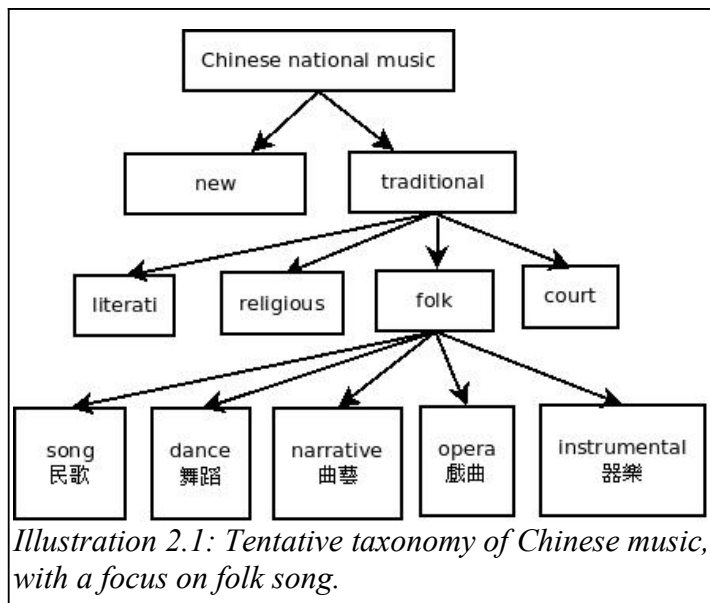 Chinese national music
new
traditional
literati
religious
folk
court
song
民歌
dance
舞蹈
narrative
曲藝
opera
戲曲
instrumental
器樂
Illustration 2.1: Tentative taxonomy of Chinese music,
with a focus on folk song.